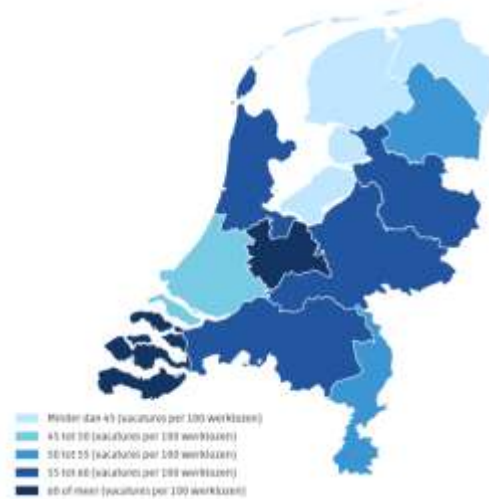 Minder dan 45 (vacatures per 100 werklozen)
45 tot 50 (vacatures per 100 werklozen)
50 tot 55 (vacatures per 100 werklozen)
55 tot 60 (vacatures per 100 werklozen)
60 of meer (vacatures per 100 werklozen)